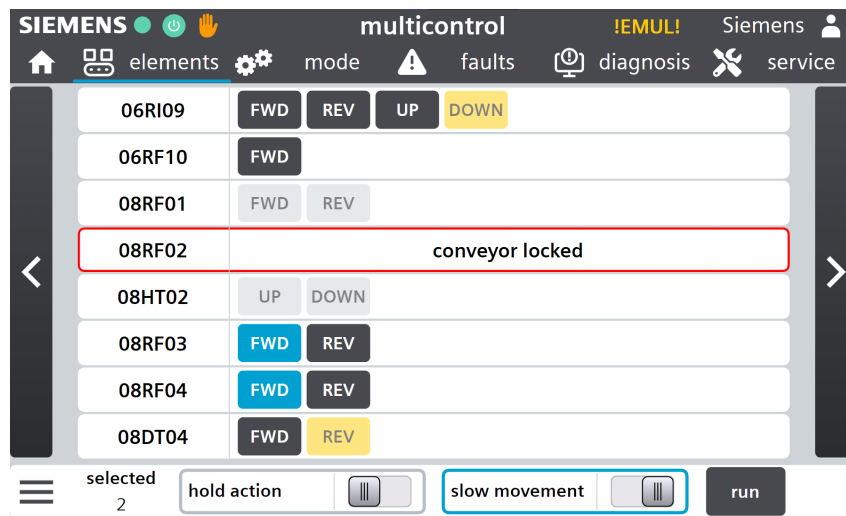 SIEMENS multicontrol !EMUL! Siemens
elements mode faults diagnosis service
06RI09 FWD REV UP DOWN
06RF10 FWD
08RF01 FWD REV
08RF02 conveyor locked
08HT02 UP DOWN
08RF03 FWD REV
08RF04 FWD REV
08DT04 FWD REV
selected
2 hold action slow movement run